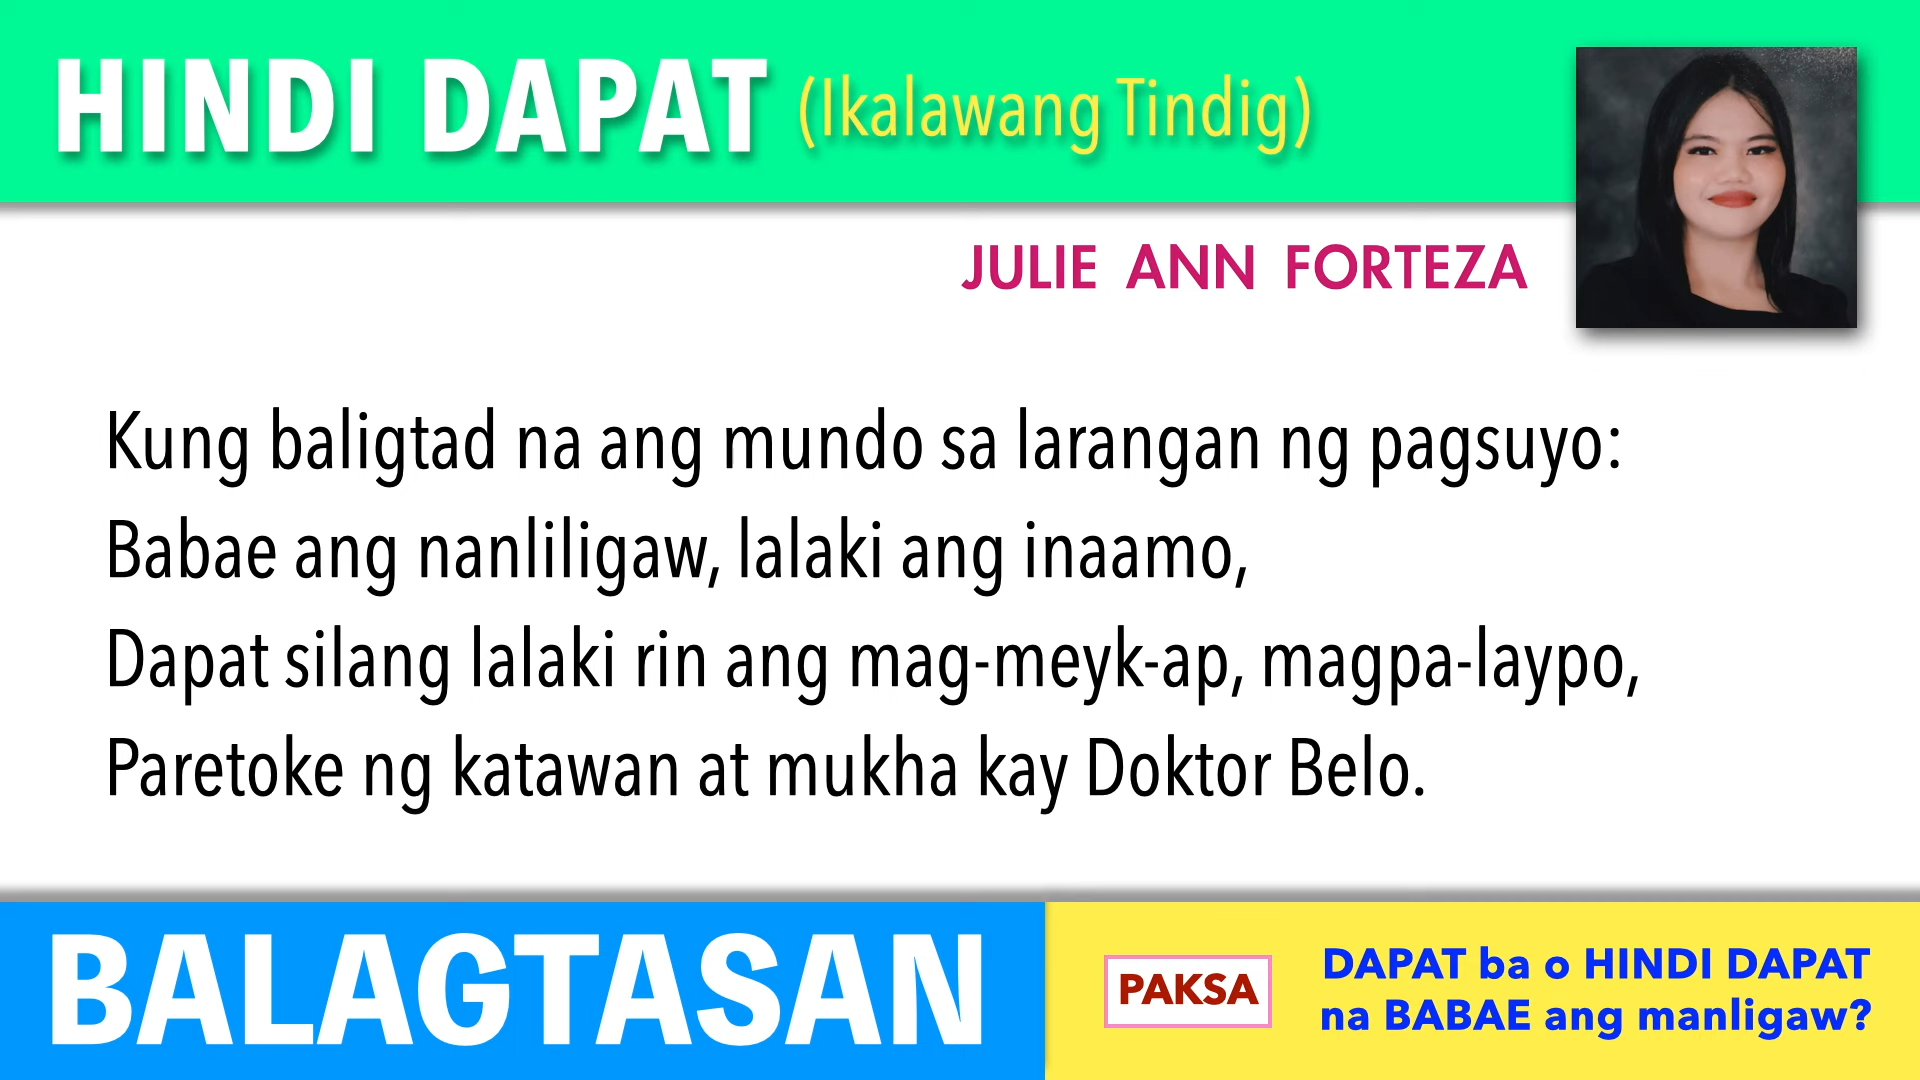 HINDI DAPAT (Ikalawang Tindig)
JULIE ANN FORTEZA
Kung baligtad na ang mundo sa larangan ng pagsuyo:
Babae ang nanliligaw, lalaki ang inaamo,
Dapat silang lalaki rin ang mag-meyk-ap, magpa-laypo,
Paretoke ng katawan at mukha kay Doktor Belo.
BALAGTASAN
PAKSA
DAPAT ba o HINDI DAPAT
na BABAE ang manligaw?